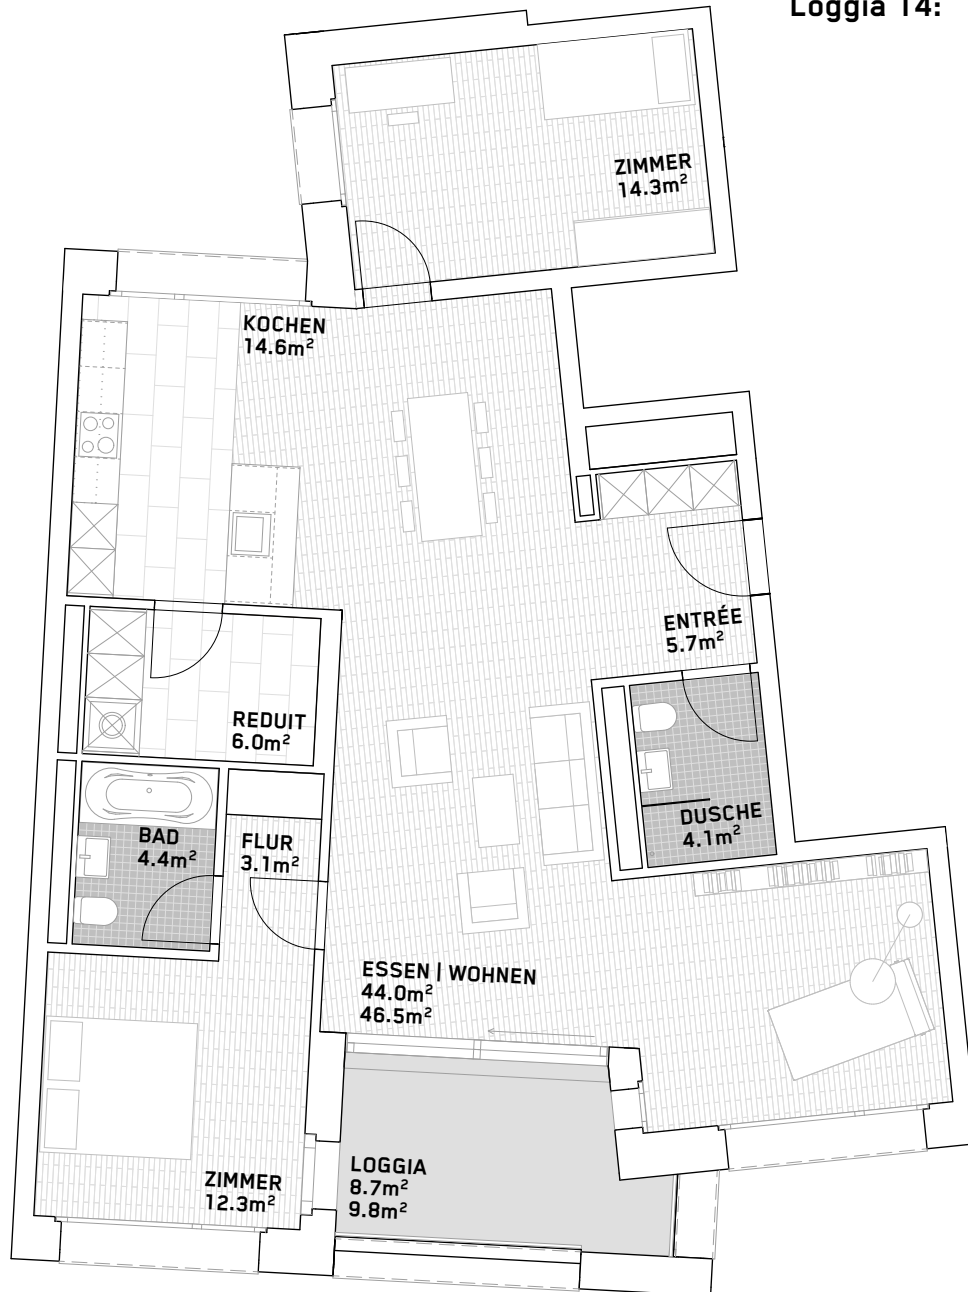 Loggia 14:
ZIMMER
14.3m²
KOCHEN
14.6m²
ENTRÉE
5.7m²
REDUIT
6.0m²
DUSCHE
4.1m²
BAD
4.4m²
FLUR
3.1m²
ESSEN | WOHNEN
44.0m²
46.5m²
LOGGIA
8.7m²
9.8m²
ZIMMER
12.3m²